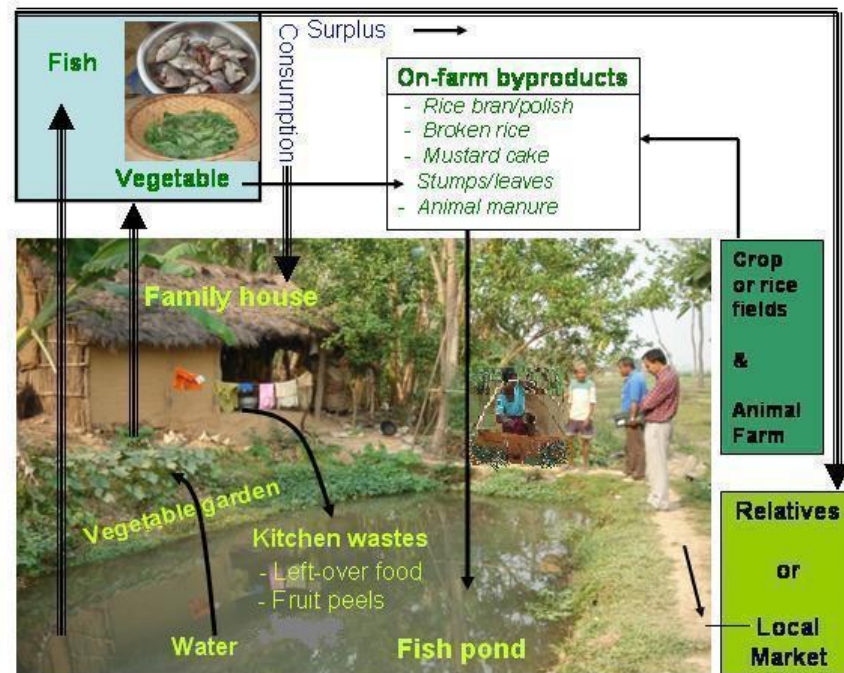 Fish
Vegetable
Consumption
Surplus
On-farm byproducts
- Rice bran/polish
- Broken rice
- Mustard cake
Stumps/leaves
- Animal manure
Crop
or rice
fields
&
Animal
Farm
Family house
Vegetable garden
Kitchen wastes
- Left-over food
- Fruit peels
Water
Fish pond
Relatives
or
Local
Market